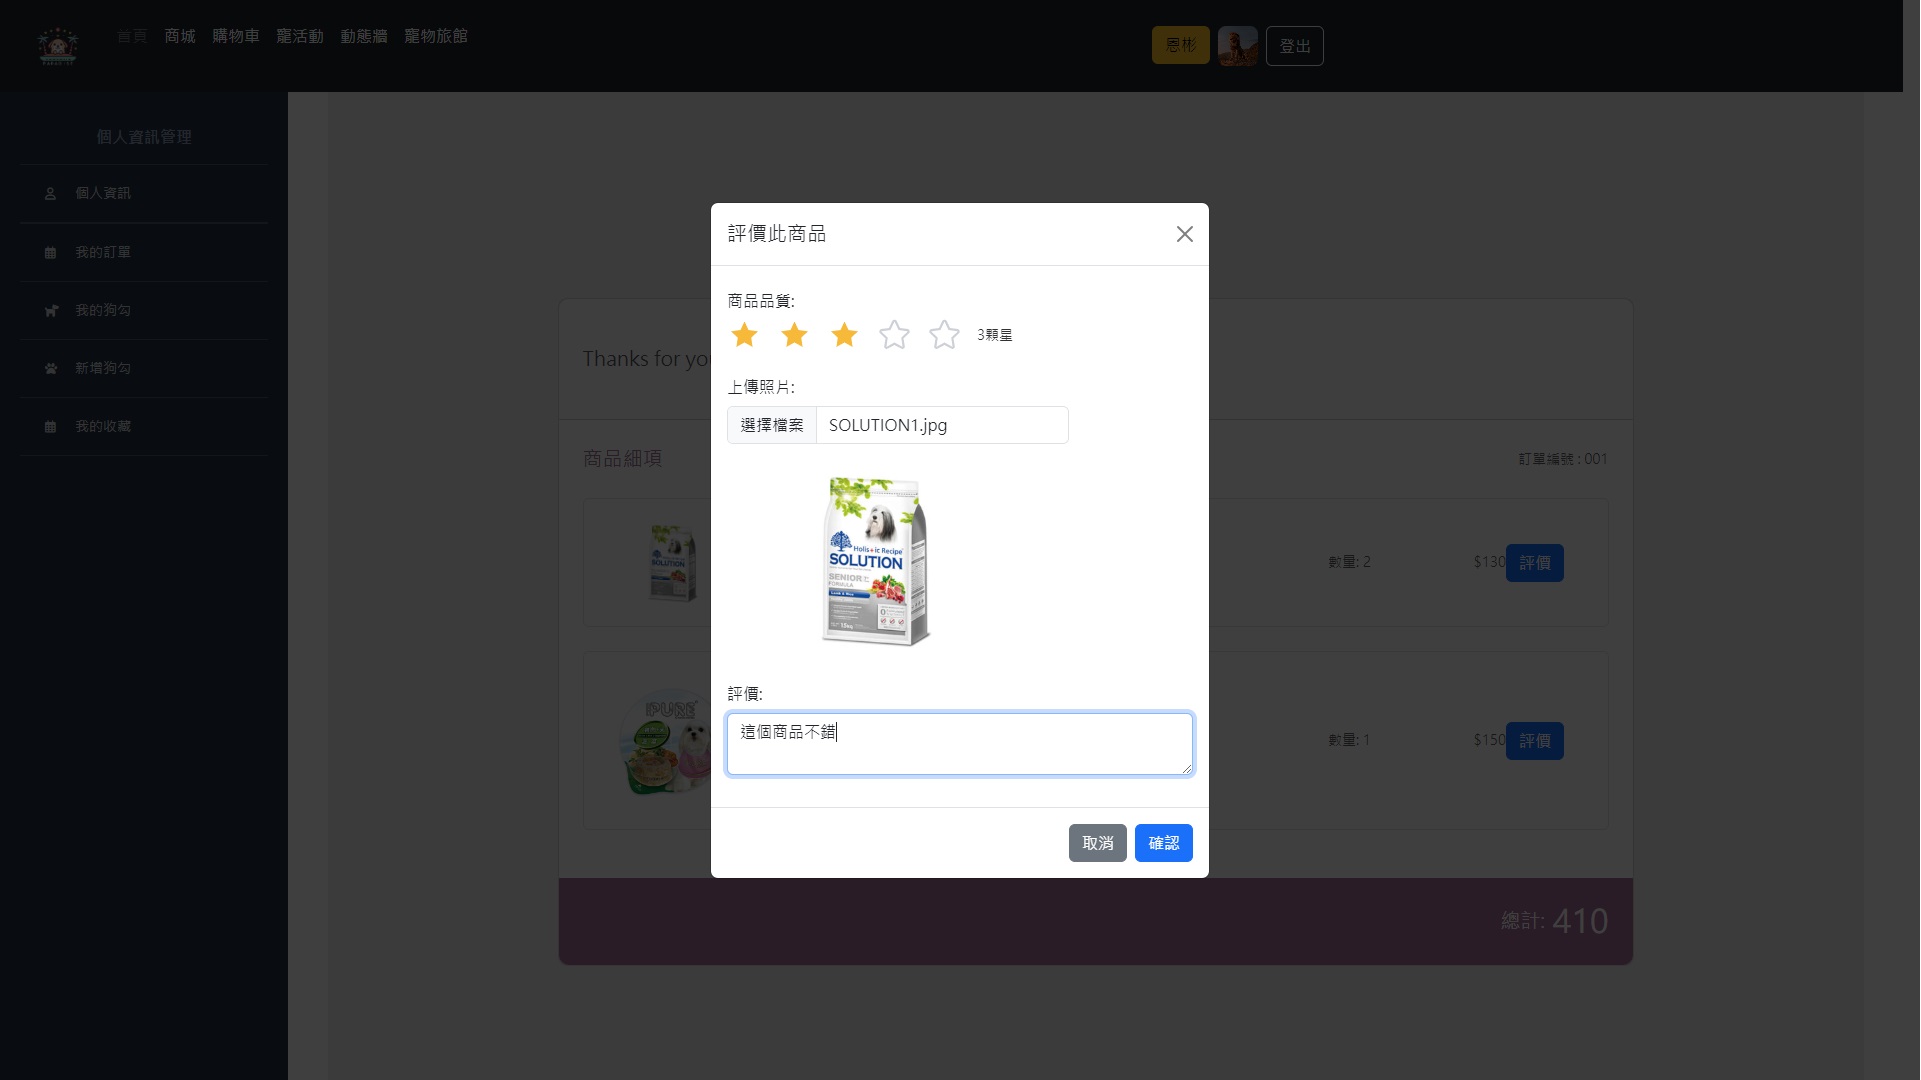 首頁 商城 購物車 寵活動 動態牆 寵物旅館 恩彬 登出
個人資訊管理
個人資訊
我的訂單
我的狗勾
新增狗勾
我的收藏
Thanks for you
商品細項
訂單編號 : 001
數量: 2 $130 評價
PURE
數量: 1 $150 評價
總計: 410
評價此商品
商品品質:
3顆星
上傳照片:
選擇檔案 SOLUTION1.jpg
Holistic Recipe
SOLUTION
SENIOR
FORMULA
評價:
這個商品不錯
取消 確認